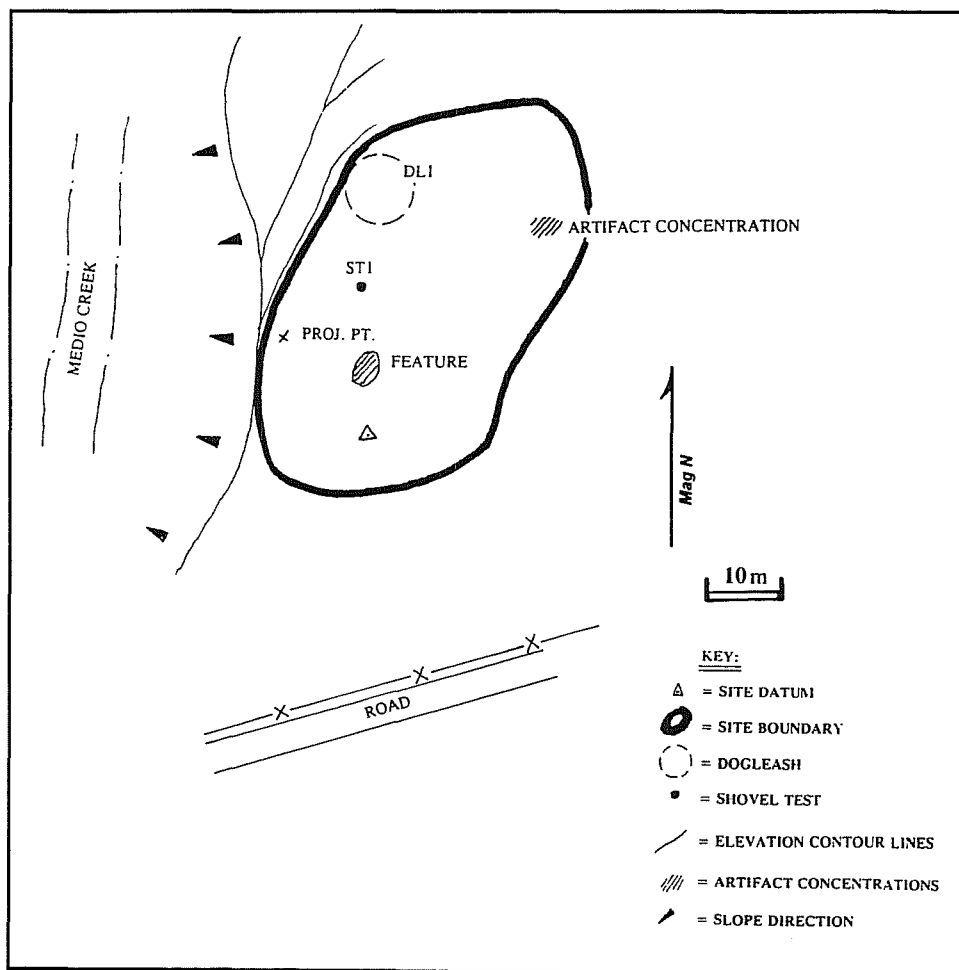 DL1
ARTIFACT CONCENTRATION
ST1
MEDIO CREEK
PROJ. PT.
FEATURE
Mag N
10 m
ROAD
KEY:
= SITE DATUM
= SITE BOUNDARY
= DOGLEASH
= SHOVEL TEST
= ELEVATION CONTOUR LINES
= ARTIFACT CONCENTRATIONS
= SLOPE DIRECTION